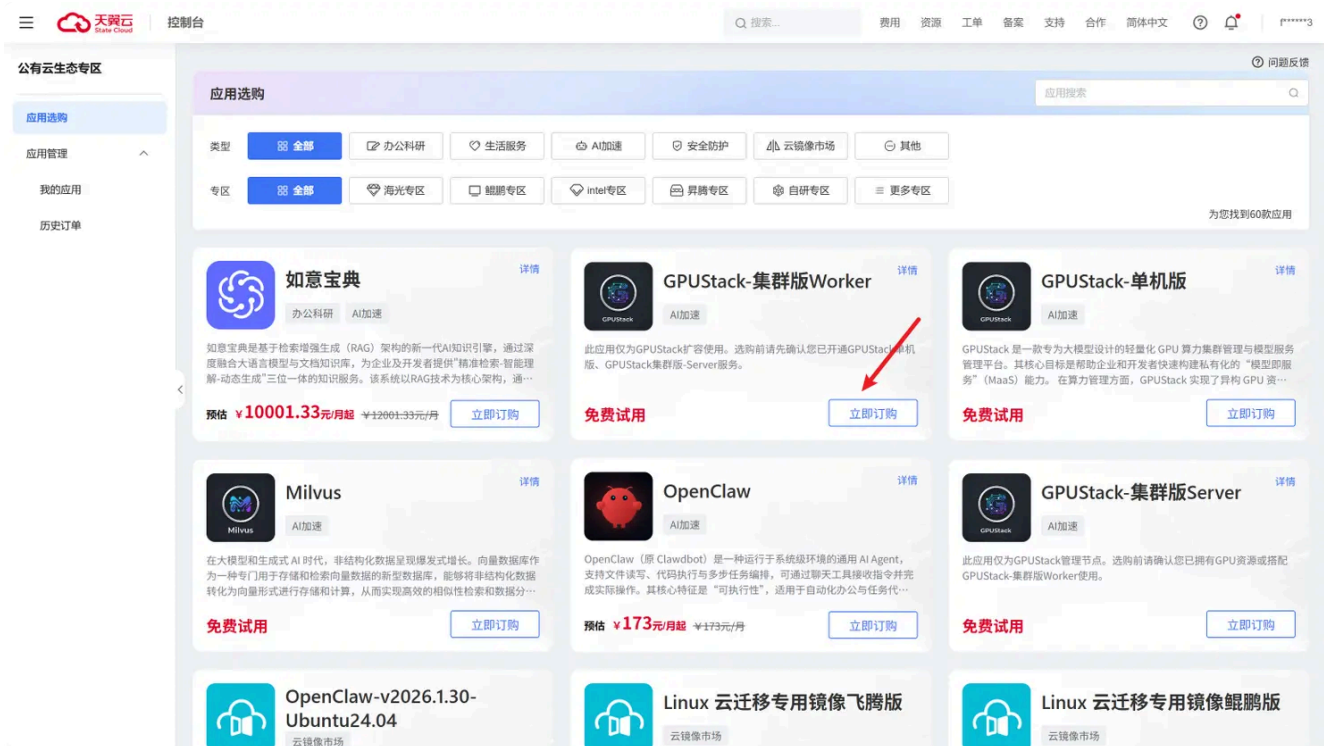 天翼云
State Cloud
控制台
搜索...
费用 资源 工单 备案 支持 合作 简体中文
f******3
公有云生态专区
应用选购
应用管理
我的应用
历史订单
问题反馈
应用选购
应用搜索
类型 全部 办公科研 生活服务 AI加速 安全防护 云镜像市场 其他
专区 全部 海光专区 鲲鹏专区 intel专区 昇腾专区 自研专区 更多专区
为您找到60款应用
如意宝典
详情
办公科研 AI加速
如意宝典是基于检索增强生成(RAG)架构的新一代AI知识引擎,通过深
度融合大语言模型与文档知识库,为企业及开发者提供"精准检索-智能理
解-动态生成"三位一体的知识服务。该系统以RAG技术为核心架构,通…
预估 ¥10001.33元/月起 ¥12001.33元/月
立即订购
GPUStack
GPUStack-集群版Worker
详情
AI加速
此应用仅为GPUStack扩容使用。选购前请先确认您已开通GPUStack单机
版、GPUStack集群版-Server服务。
免费试用
立即订购
GPUStack
GPUStack-单机版
详情
AI加速
GPUStack 是一款专为大模型设计的轻量化 GPU 算力集群管理与模型服务
管理平台。其核心目标是帮助企业和开发者快速构建私有化的"模型即服
务"(MaaS)能力。 在算力管理方面,GPUStack 实现了异构 GPU 资…
免费试用
立即订购
Milvus
Milvus
详情
AI加速
在大模型和生成式 AI 时代,非结构化数据呈现爆发式增长。向量数据库作
为一种专门用于存储和检索向量数据的新型数据库,能够将非结构化数据
转化为向量形式进行存储和计算,从而实现高效的相似性检索和数据分…
免费试用
立即订购
OpenClaw
详情
AI加速
OpenClaw(原 Clawdbot)是一种运行于系统级环境的通用 AI Agent,
支持文件读写、代码执行与多步任务编排,可通过聊天工具接收指令并完
成实际操作。其核心特征是"可执行性",适用于自动化办公与任务代…
预估 ¥173元/月起 ¥173元/月
立即订购
GPUStack
GPUStack-集群版Server
详情
AI加速
此应用仅为GPUStack管理节点。选购前请确认您已拥有GPU资源或搭配
GPUStack-集群版Worker使用。
免费试用
立即订购
OpenClaw-v2026.1.30-
Ubuntu24.04
云镜像市场
Linux 云迁移专用镜像飞腾版
云镜像市场
Linux 云迁移专用镜像鲲鹏版
云镜像市场